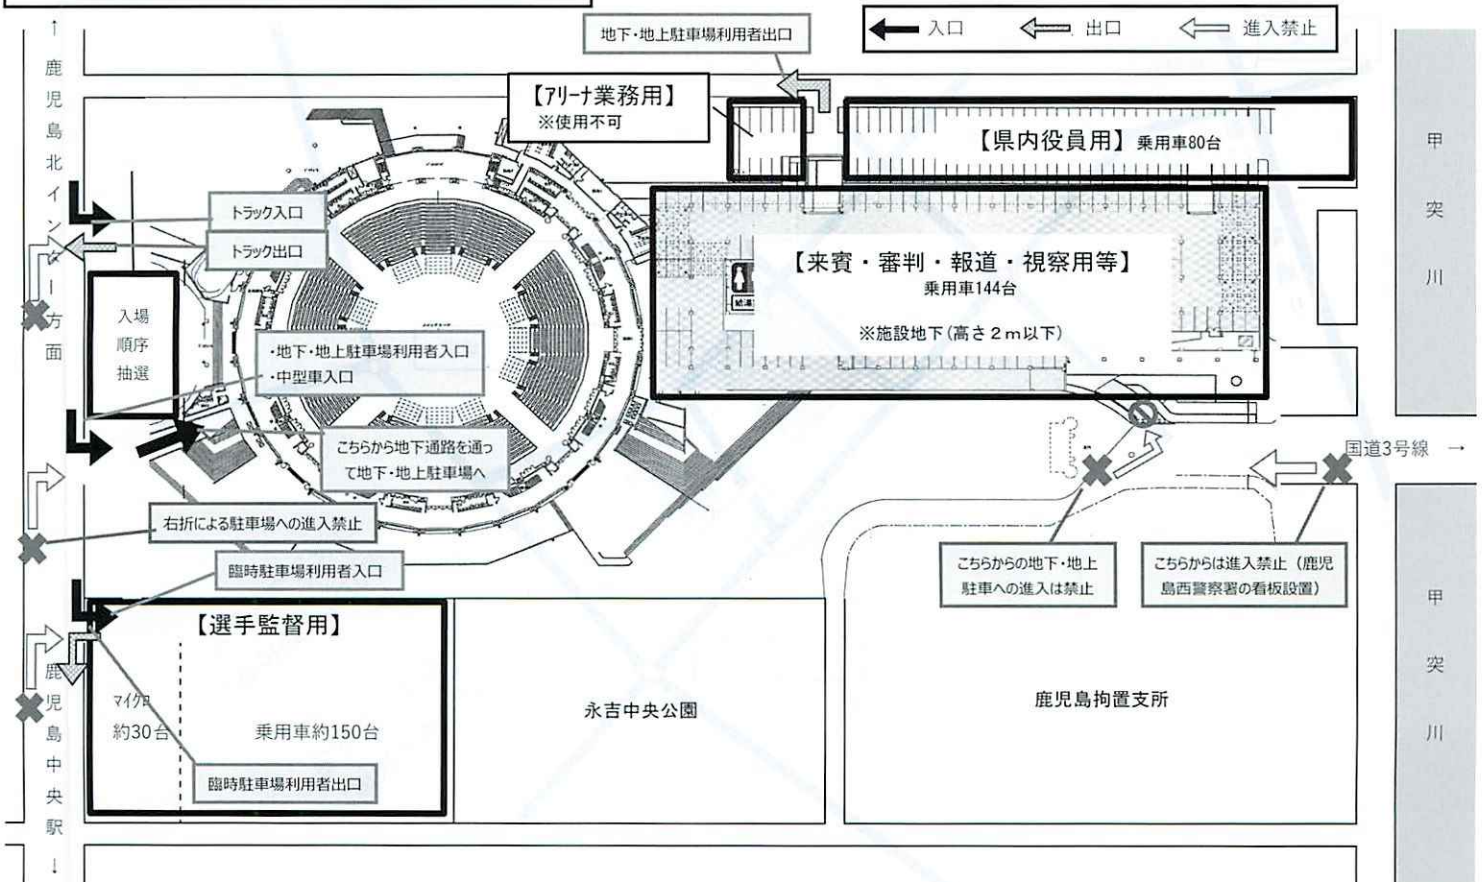 入口
出口
進入禁止
地下・地上駐車場利用者出口
↑
鹿児島北インター方面
【アリーナ業務用】
※使用不可
【県内役員用】 乗用車80台
甲突川
トラック入口
トラック出口
【来賓・審判・報道・視察用等】
乗用車144台
※施設地下(高さ2m以下)
入場
順序
抽選
・地下・地上駐車場利用者入口
・中型車入口
こちらから地下通路を通っ
て地下・地上駐車場へ
国道3号線 →
右折による駐車場への進入禁止
臨時駐車場利用者入口
こちらからの地下・地上
駐車への進入は禁止
こちらからは進入禁止(鹿児
島西警察署の看板設置)
甲突川
【選手監督用】
マイクロ
約30台
乗用車約150台
臨時駐車場利用者出口
永吉中央公園
鹿児島拘置支所
鹿児島中央駅
↓